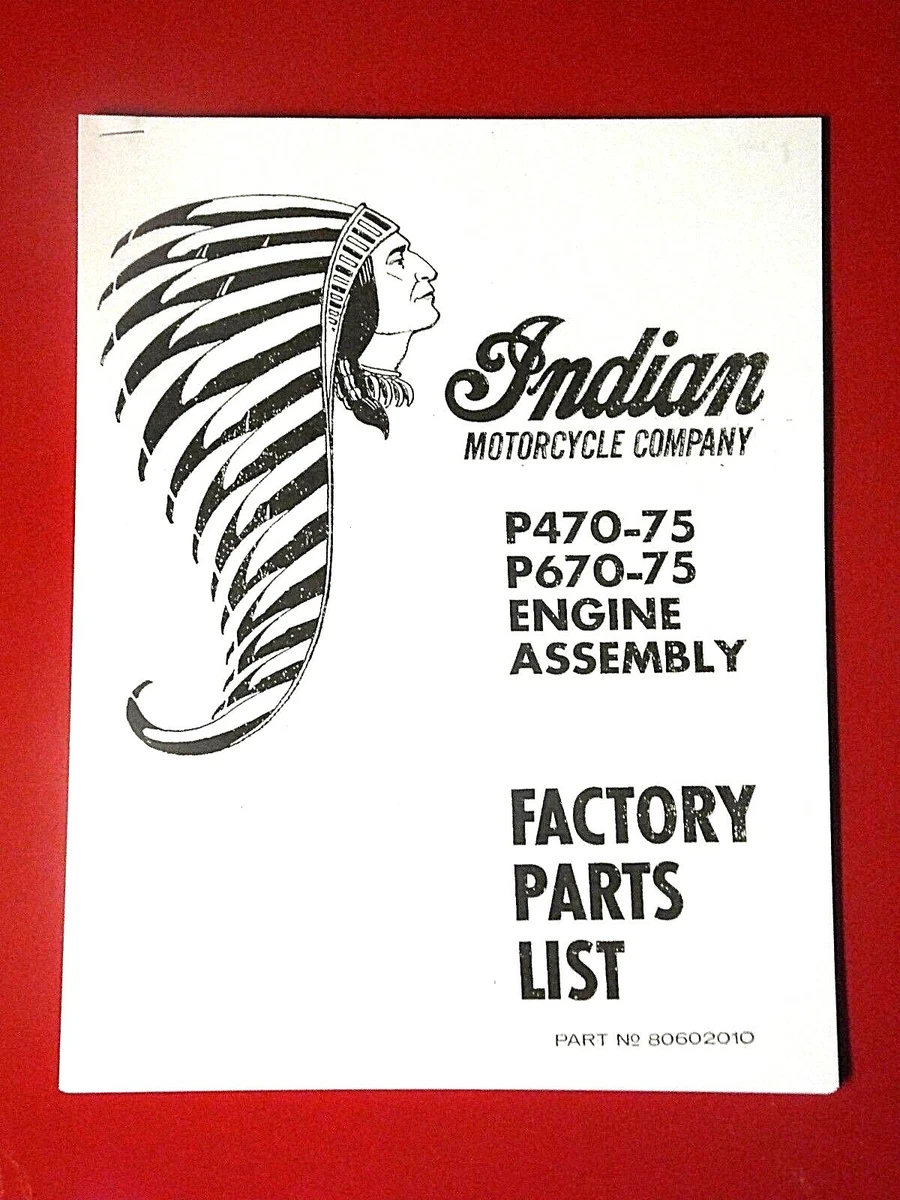 Indian
MOTORCYCLE COMPANY
P470-75
P670-75
ENGINE
ASSEMBLY
FACTORY
PARTS
LIST
PART Nº 80602010